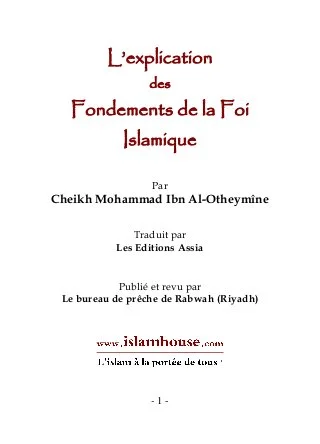 L'explication
des
Fondements de la Foi
Islamique
Par
Cheikh Mohammad Ibn Al-Otheymîne
Traduit par
Les Editions Assia
Publié et revu par
Le bureau de prêche de Rabwah (Riyadh)
www.islamhouse.com
L'islam à la portée de tous !
- 1 -